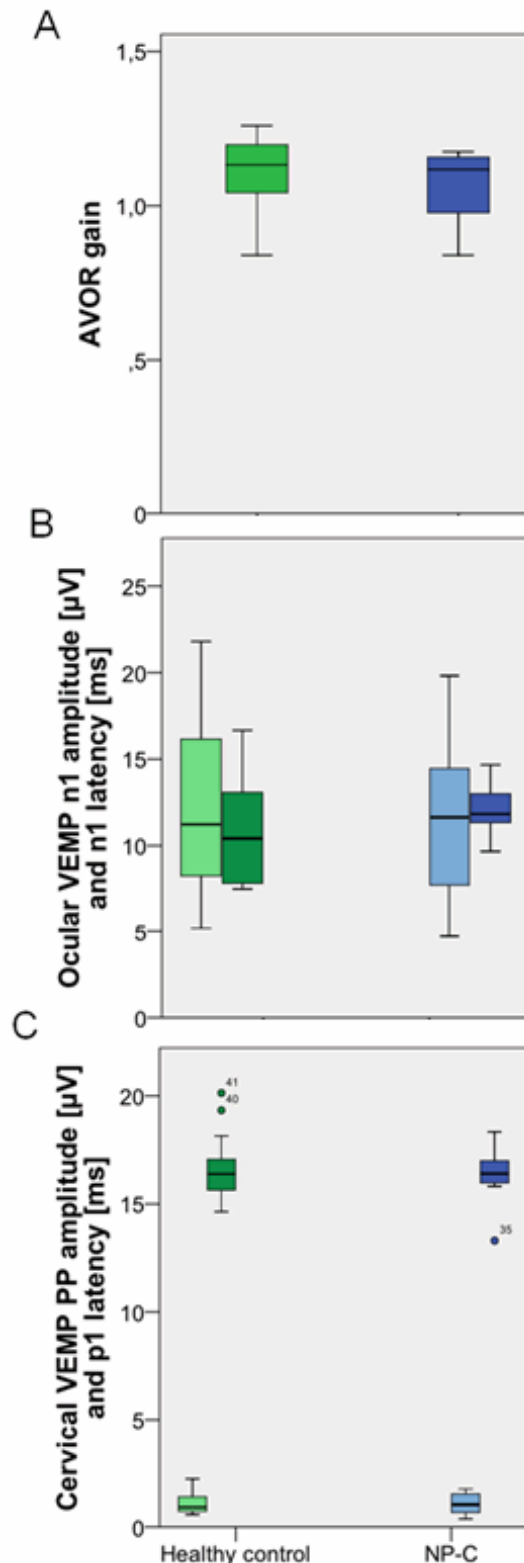 A
1,5
1,0
,5
0
AVOR gain
B
25
20
15
10
5
0
Ocular VEMP n1 amplitude [µV]
and n1 latency [ms]
C
20
15
10
5
0
Cervical VEMP PP amplitude [µV]
and p1 latency [ms]
41
40
35
Healthy control
NP-C